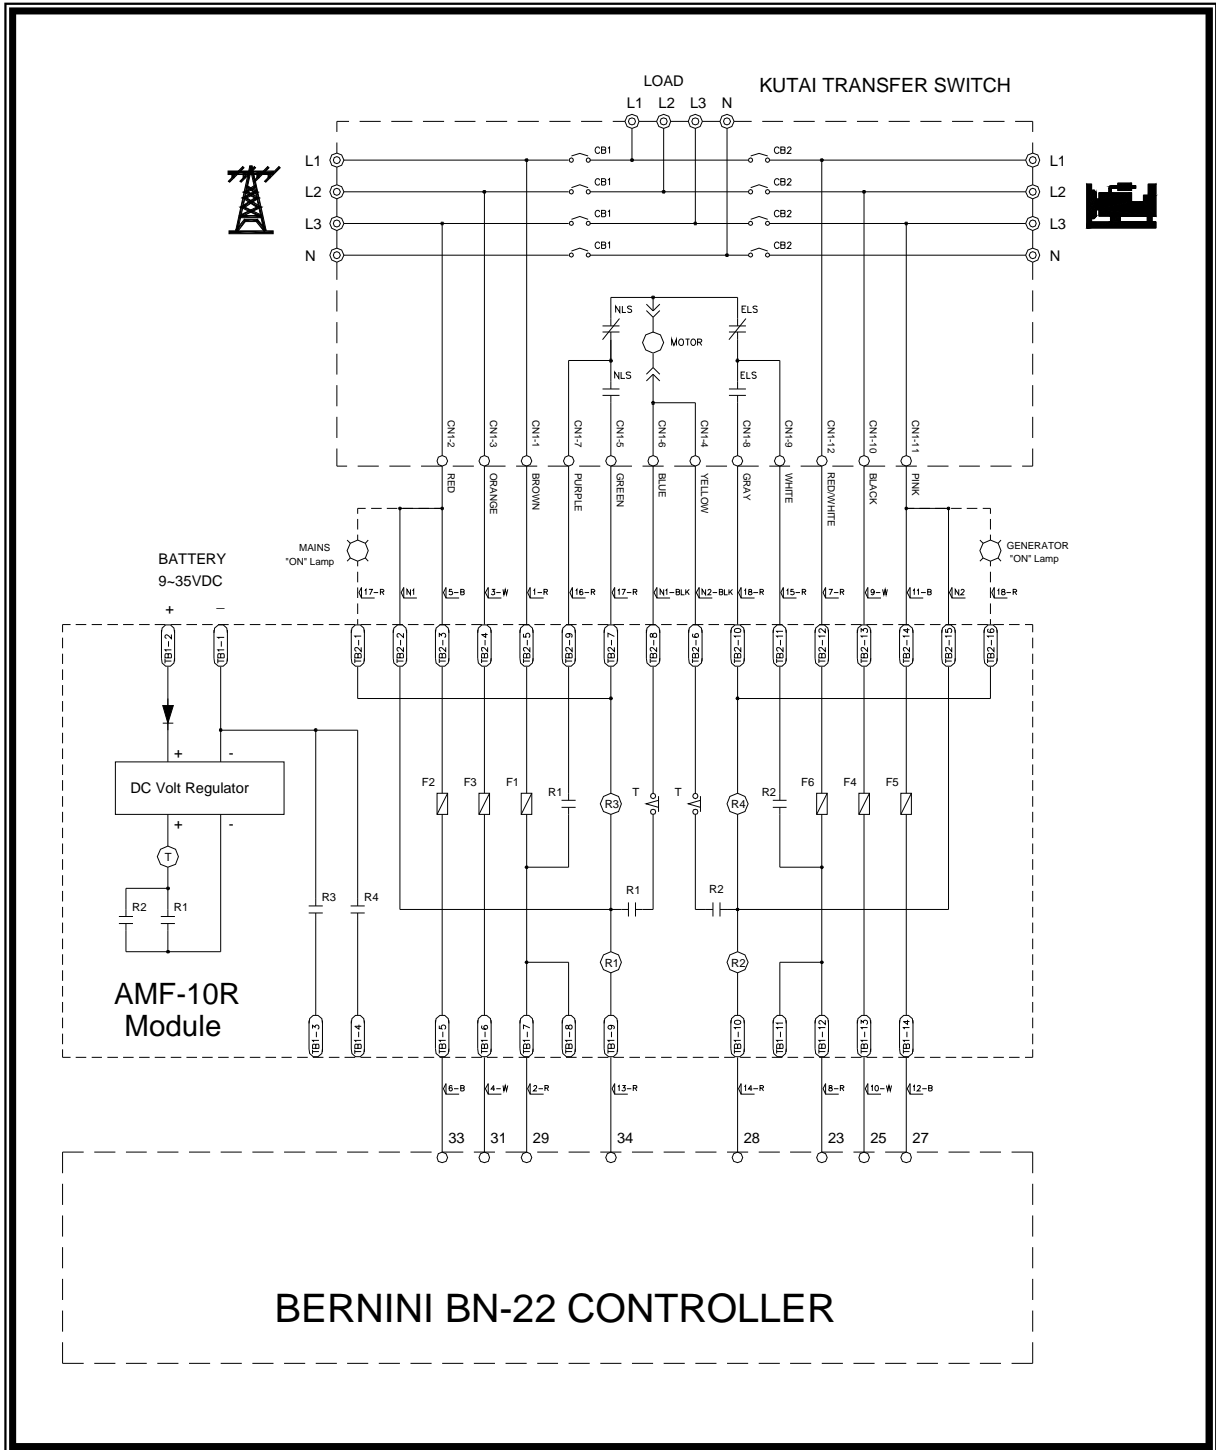 LOAD
KUTAI TRANSFER SWITCH
L1 L2 L3 N
L1 CB1 CB2 L1
L2 CB1 CB2 L2
L3 CB1 CB2 L3
N CB1 CB2 N
NLS ELS
MOTOR
NLS ELS
CN1-2 CN1-3 CN1-1 CN1-7 CN1-5 CN1-6 CN1-4 CN1-8 CN1-9 CN1-12 CN1-10 CN1-11
RED ORANGE BROWN PURPLE GREEN BLUE YELLOW GRAY WHITE RED/WHITE BLACK PINK
MAINS
"ON" Lamp
GENERATOR
"ON" Lamp
BATTERY
9~35VDC
+ –
17-R N1 5-B 3-W 1-R 16-R 17-R N1-BLK N2-BLK 18-R 15-R 7-R 9-W 11-B N2 18-R
TB1-2 TB1-1 TB2-1 TB2-2 TB2-3 TB2-4 TB2-5 TB2-9 TB2-7 TB2-8 TB2-6 TB2-10 TB2-11 TB2-12 TB2-13 TB2-14 TB2-15 TB2-16
+ -
DC Volt Regulator
+ -
F2 F3 F1 R1 R3 T T R4 R2 F6 F4 F5
T
R2 R1 R3 R4
R1 R2
R1 R2
AMF-10R
Module
TB1-3 TB1-4 TB1-5 TB1-6 TB1-7 TB1-8 TB1-9 TB1-10 TB1-11 TB1-12 TB1-13 TB1-14
6-B 4-W 2-R 13-R 14-R 8-R 10-W 12-B
33 31 29 34 28 23 25 27
BERNINI BN-22 CONTROLLER